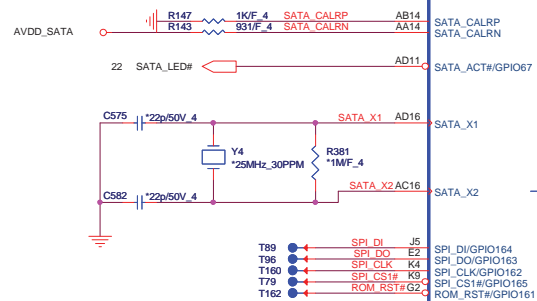 R147 1K/F_4 SATA_CALRP AB14 SATA_CALRP
AVDD_SATA R143 931/F_4 SATA_CALRN AA14 SATA_CALRN
22 SATA_LED# AD11 SATA_ACT#/GPIO67
C575 *22p/50V_4 SATA_X1 AD16 SATA_X1
Y4 R381
*25MHz_30PPM *1M/F_4
C582 *22p/50V_4 SATA_X2 AC16 SATA_X2
T89 SPI_DI J5 SPI_DI/GPIO164
T96 SPI_DO E2 SPI_DO/GPIO163
T160 SPI_CLK K4 SPI_CLK/GPIO162
T79 SPI_CS1# K9 SPI_CS1#/GPIO165
T162 ROM_RST# G2 ROM_RST#/GPIO161